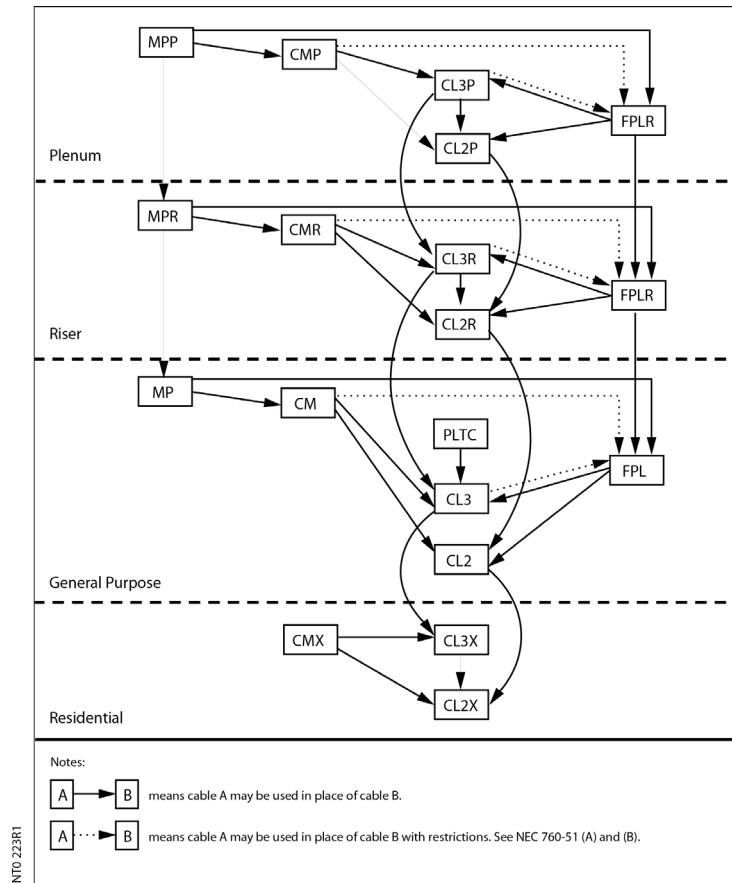 MPP
CMP
CL3P
FPLR
CL2P
Plenum
MPR
CMR
CL3R
FPLR
CL2R
Riser
MP
CM
PLTC
FPL
CL3
CL2
General Purpose
CMX
CL3X
CL2X
Residential
Notes:
A B means cable A may be used in place of cable B.
A B means cable A may be used in place of cable B with restrictions. See NEC 760-51 (A) and (B).
NT0 223R1